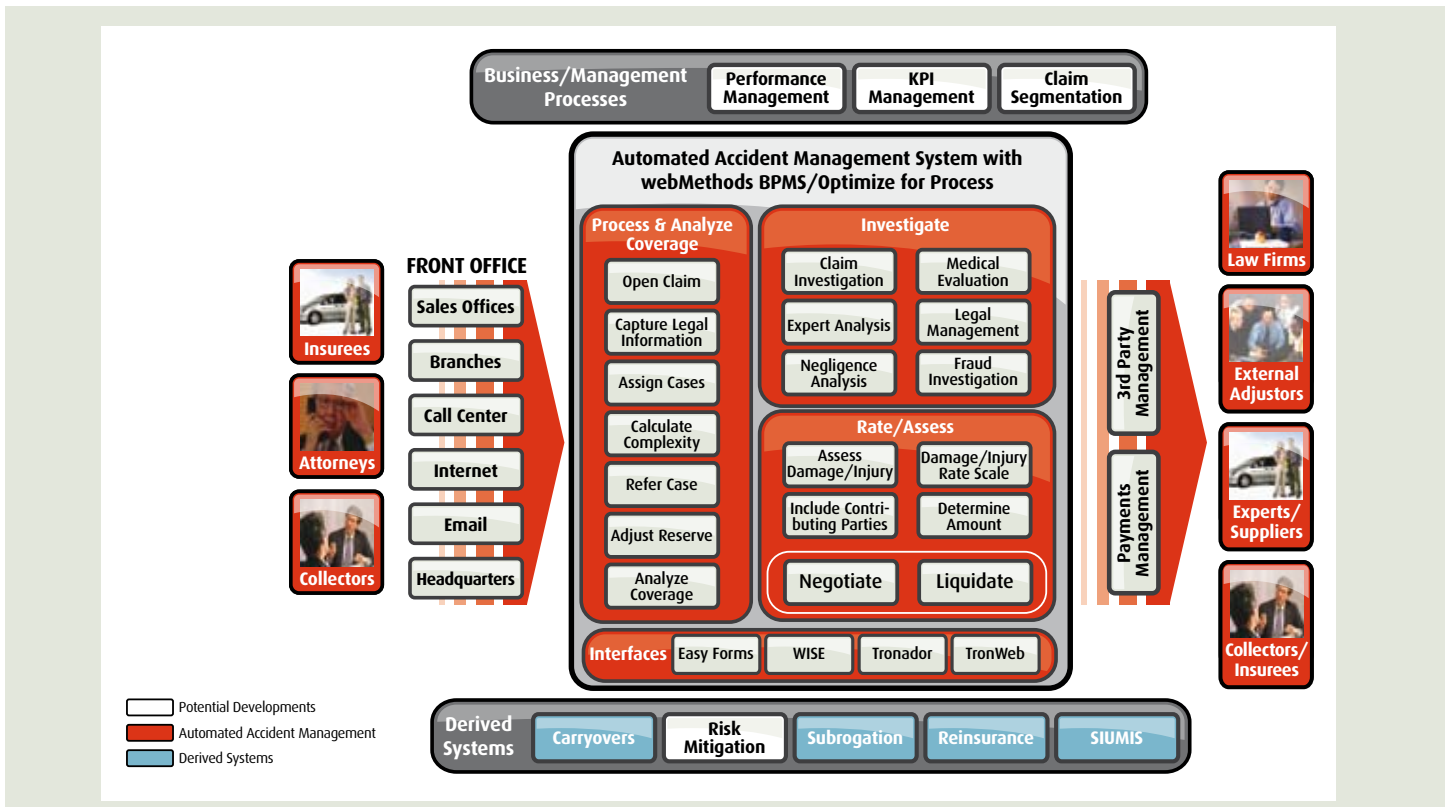 Business/Management
Processes
Performance
Management
KPI
Management
Claim
Segmentation
Automated Accident Management System with
webMethods BPMS/Optimize for Process
Insurees
Attorneys
Collectors
FRONT OFFICE
Sales Offices
Branches
Call Center
Internet
Email
Headquarters
Process & Analyze
Coverage
Open Claim
Capture Legal
Information
Assign Cases
Calculate
Complexity
Refer Case
Adjust Reserve
Analyze
Coverage
Investigate
Claim
Investigation
Medical
Evaluation
Expert Analysis
Legal
Management
Negligence
Analysis
Fraud
Investigation
Rate/Assess
Assess
Damage/Injury
Damage/Injury
Rate Scale
Include Contri-
buting Parties
Determine
Amount
Negotiate
Liquidate
Interfaces
Easy Forms
WISE
Tronador
TronWeb
3rd Party
Management
Payments
Management
Law Firms
External
Adjustors
Experts/
Suppliers
Collectors/
Insurees
Potential Developments
Automated Accident Management
Derived Systems
Derived
Systems
Carryovers
Risk
Mitigation
Subrogation
Reinsurance
SIUMIS